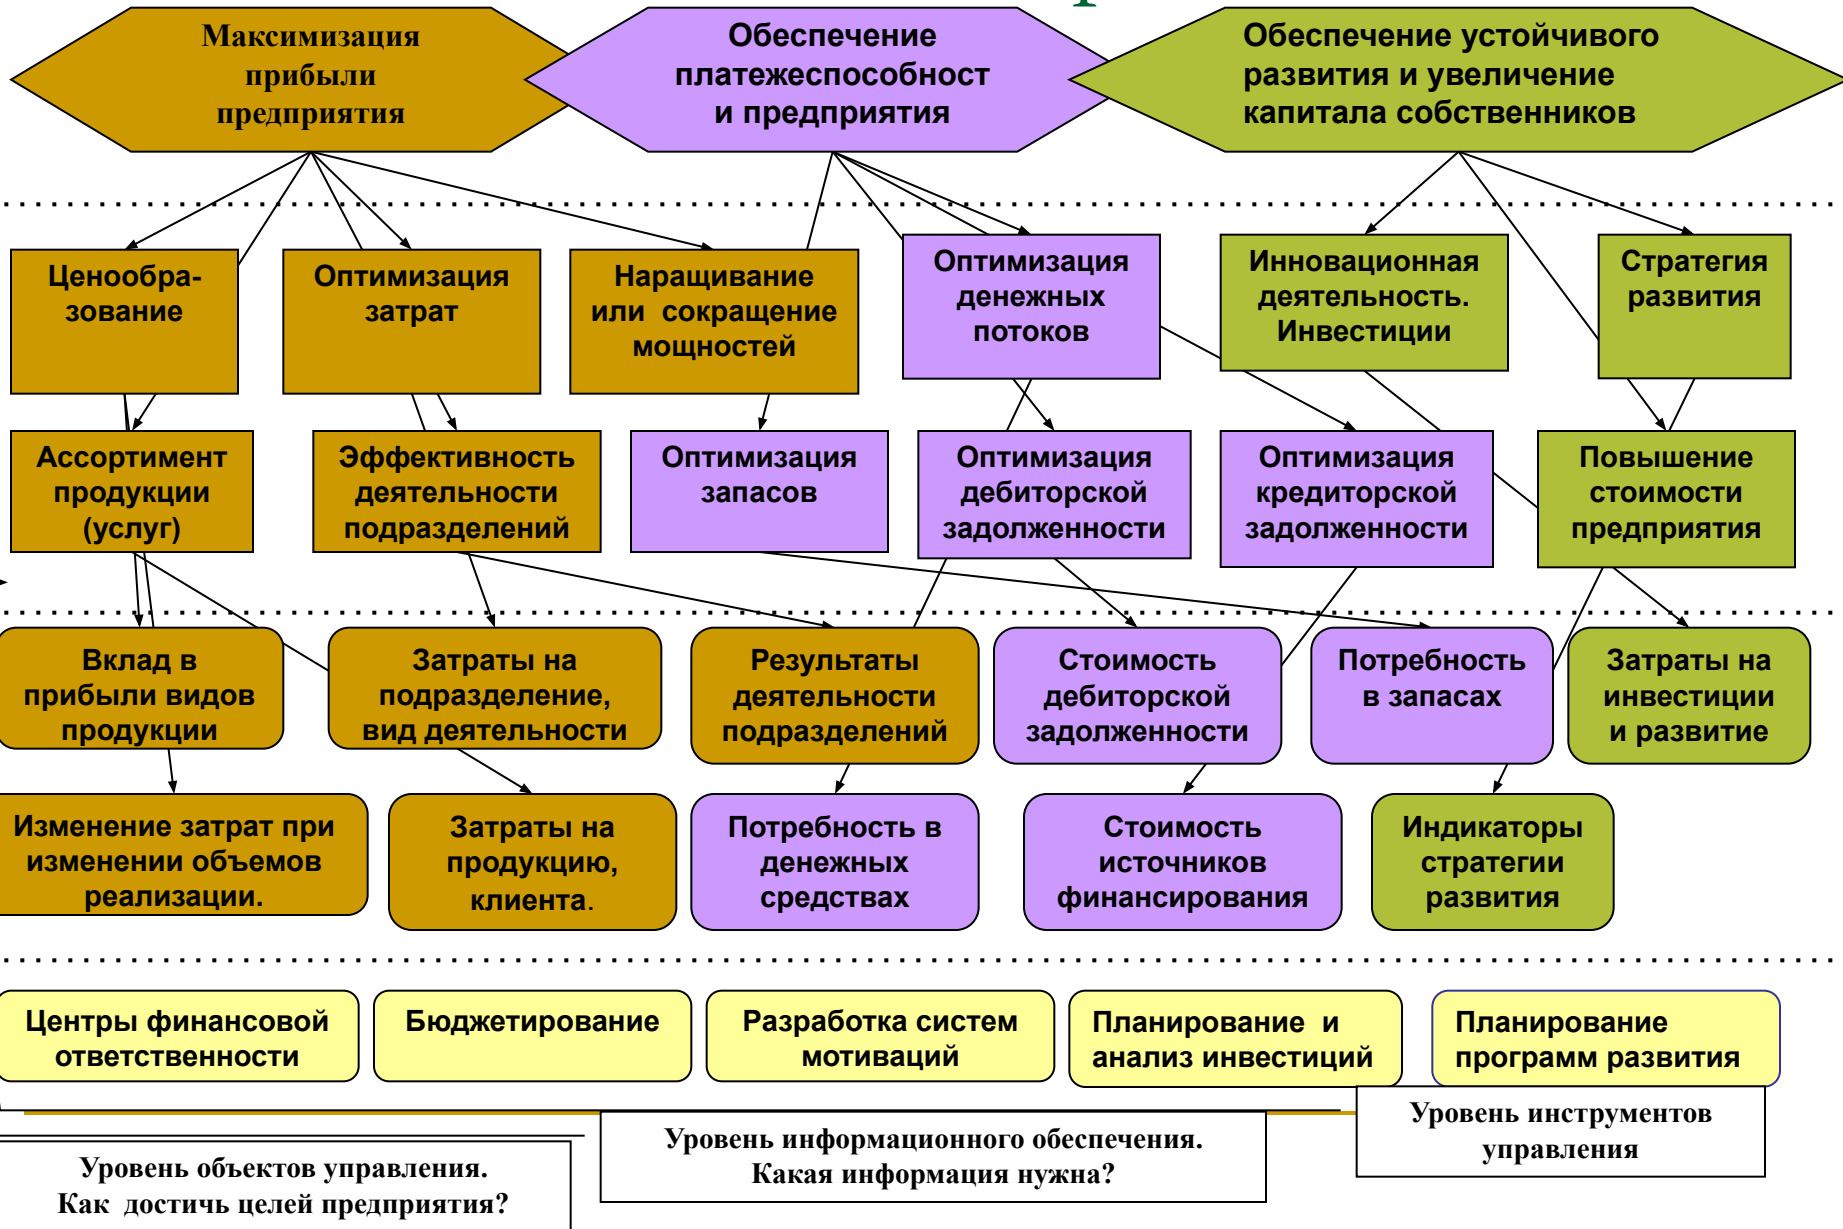 Максимизация
прибыли
предприятия
Обеспечение
платежеспособност
и предприятия
Обеспечение устойчивого
развития и увеличение
капитала собственников
Ценообра-
зование
Оптимизация
затрат
Наращивание
или сокращение
мощностей
Оптимизация
денежных
потоков
Инновационная
деятельность.
Инвестиции
Стратегия
развития
Ассортимент
продукции
(услуг)
Эффективность
деятельности
подразделений
Оптимизация
запасов
Оптимизация
дебиторской
задолженности
Оптимизация
кредиторской
задолженности
Повышение
стоимости
предприятия
Вклад в
прибыли видов
продукции
Затраты на
подразделение,
вид деятельности
Результаты
деятельности
подразделений
Стоимость
дебиторской
задолженности
Потребность
в запасах
Затраты на
инвестиции
и развитие
Изменение затрат при
изменении объемов
реализации.
Затраты на
продукцию,
клиента.
Потребность в
денежных
средствах
Стоимость
источников
финансирования
Индикаторы
стратегии
развития
Центры финансовой
ответственности
Бюджетирование
Разработка систем
мотиваций
Планирование и
анализ инвестиций
Планирование
программ развития
Уровень инструментов
управления
Уровень информационного обеспечения.
Какая информация нужна?
Уровень объектов управления.
Как достичь целей предприятия?